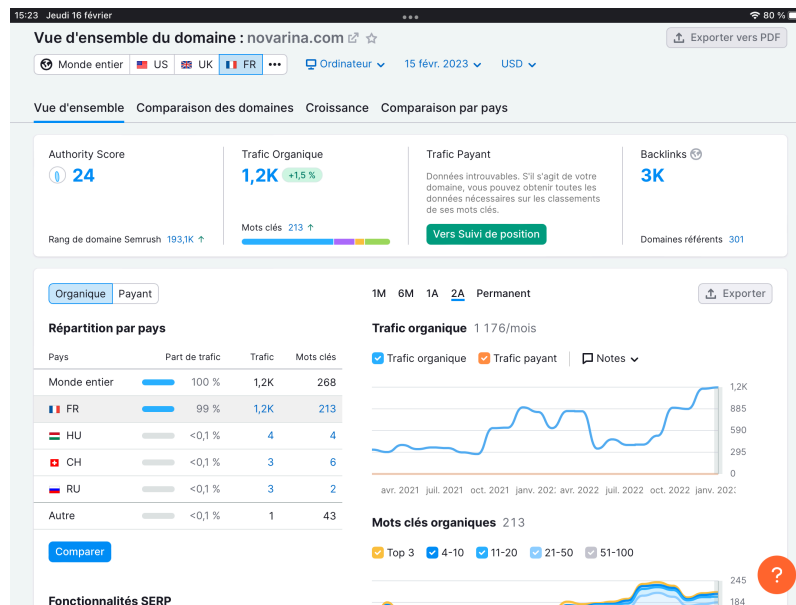 15:23 Jeudi 16 février
80 %
Vue d'ensemble du domaine : novarina.com
Exporter vers PDF
Monde entier US UK FR
Ordinateur 15 févr. 2023 USD
Vue d'ensemble Comparaison des domaines Croissance Comparaison par pays
Authority Score
24
Rang de domaine Semrush 193,1K ↑
Trafic Organique
1,2K +1,5 %
Mots clés 213 ↑
Trafic Payant
Données introuvables. S'il s'agit de votre
domaine, vous pouvez obtenir toutes les
données nécessaires sur les classements
de ses mots clés.
Vers Suivi de position
Backlinks
3K
Domaines référents 301
Organique Payant
Répartition par pays
Pays Part de trafic Trafic Mots clés
Monde entier 100 % 1,2K 268
FR 99 % 1,2K 213
HU <0,1 % 4 4
CH <0,1 % 3 6
RU <0,1 % 3 2
Autre <0,1 % 1 43
Comparer
Fonctionnalités SERP
1M 6M 1A 2A Permanent
Exporter
Trafic organique 1 176/mois
Trafic organique Trafic payant Notes
1,2K
885
590
295
0
avr. 2021 juil. 2021 oct. 2021 janv. 202 avr. 2022 juil. 2022 oct. 2022 janv. 202
Mots clés organiques 213
Top 3 4-10 11-20 21-50 51-100
245
184
?